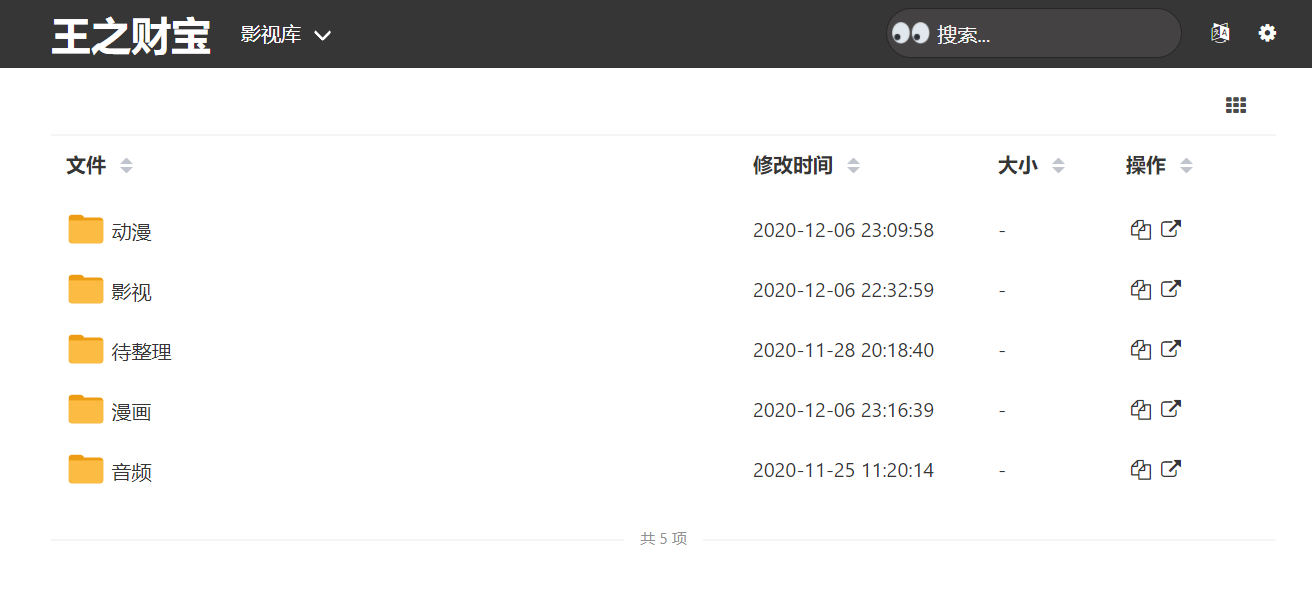 王之财宝 影视库 搜索...
文件 修改时间 大小 操作
动漫 2020-12-06 23:09:58 -
影视 2020-12-06 22:32:59 -
待整理 2020-11-28 20:18:40 -
漫画 2020-12-06 23:16:39 -
音频 2020-11-25 11:20:14 -
共 5 项